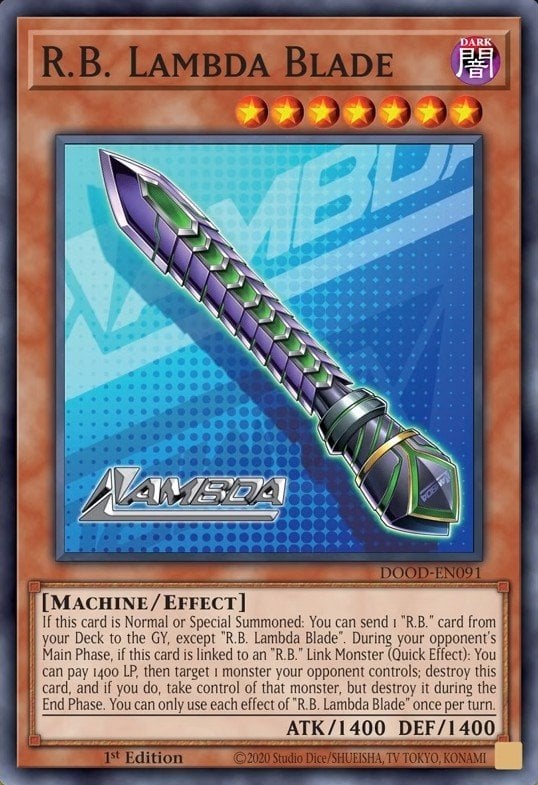 R.B. Lambda Blade
DARK
闇
LAMBDA
LAMBDA
DOOD-EN091
[Machine/Effect]
If this card is Normal or Special Summoned: You can send 1 "R.B." card from
your Deck to the GY, except "R.B. Lambda Blade". During your opponent's
Main Phase, if this card is linked to an "R.B." Link Monster (Quick Effect): You
can pay 1400 LP, then target 1 monster your opponent controls; destroy this
card, and if you do, take control of that monster, but destroy it during the
End Phase. You can only use each effect of "R.B. Lambda Blade" once per turn.
ATK/1400 DEF/1400
1st Edition
©2020 Studio Dice/SHUEISHA, TV TOKYO, KONAMI